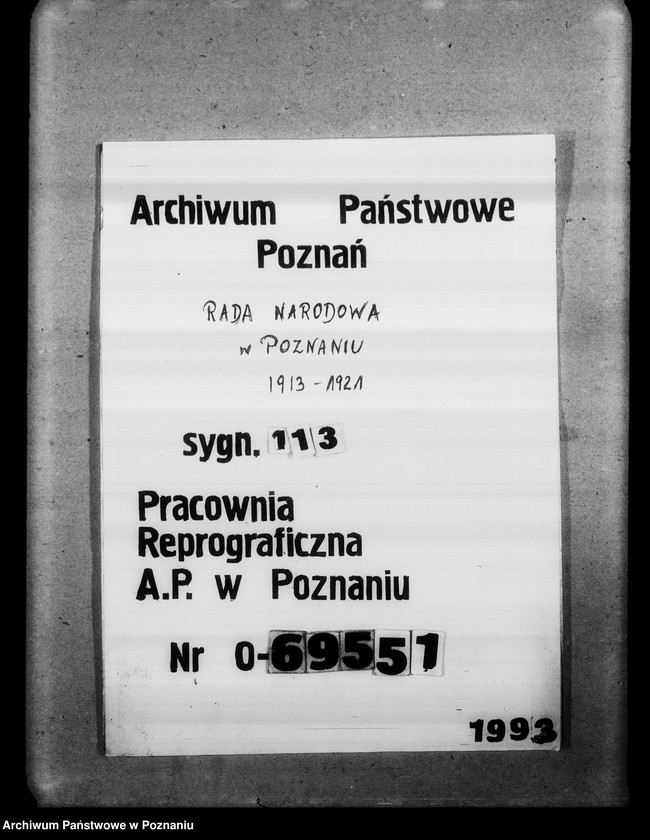 Archiwum Państwowe
Poznań
RADA NARODOWA
w POZNANIU
1913-1921
sygn. 113
Pracownia
Reprograficzna
A.P. w Poznaniu
Nr 0-69551
1993
Archiwum Państwowe w Poznaniu